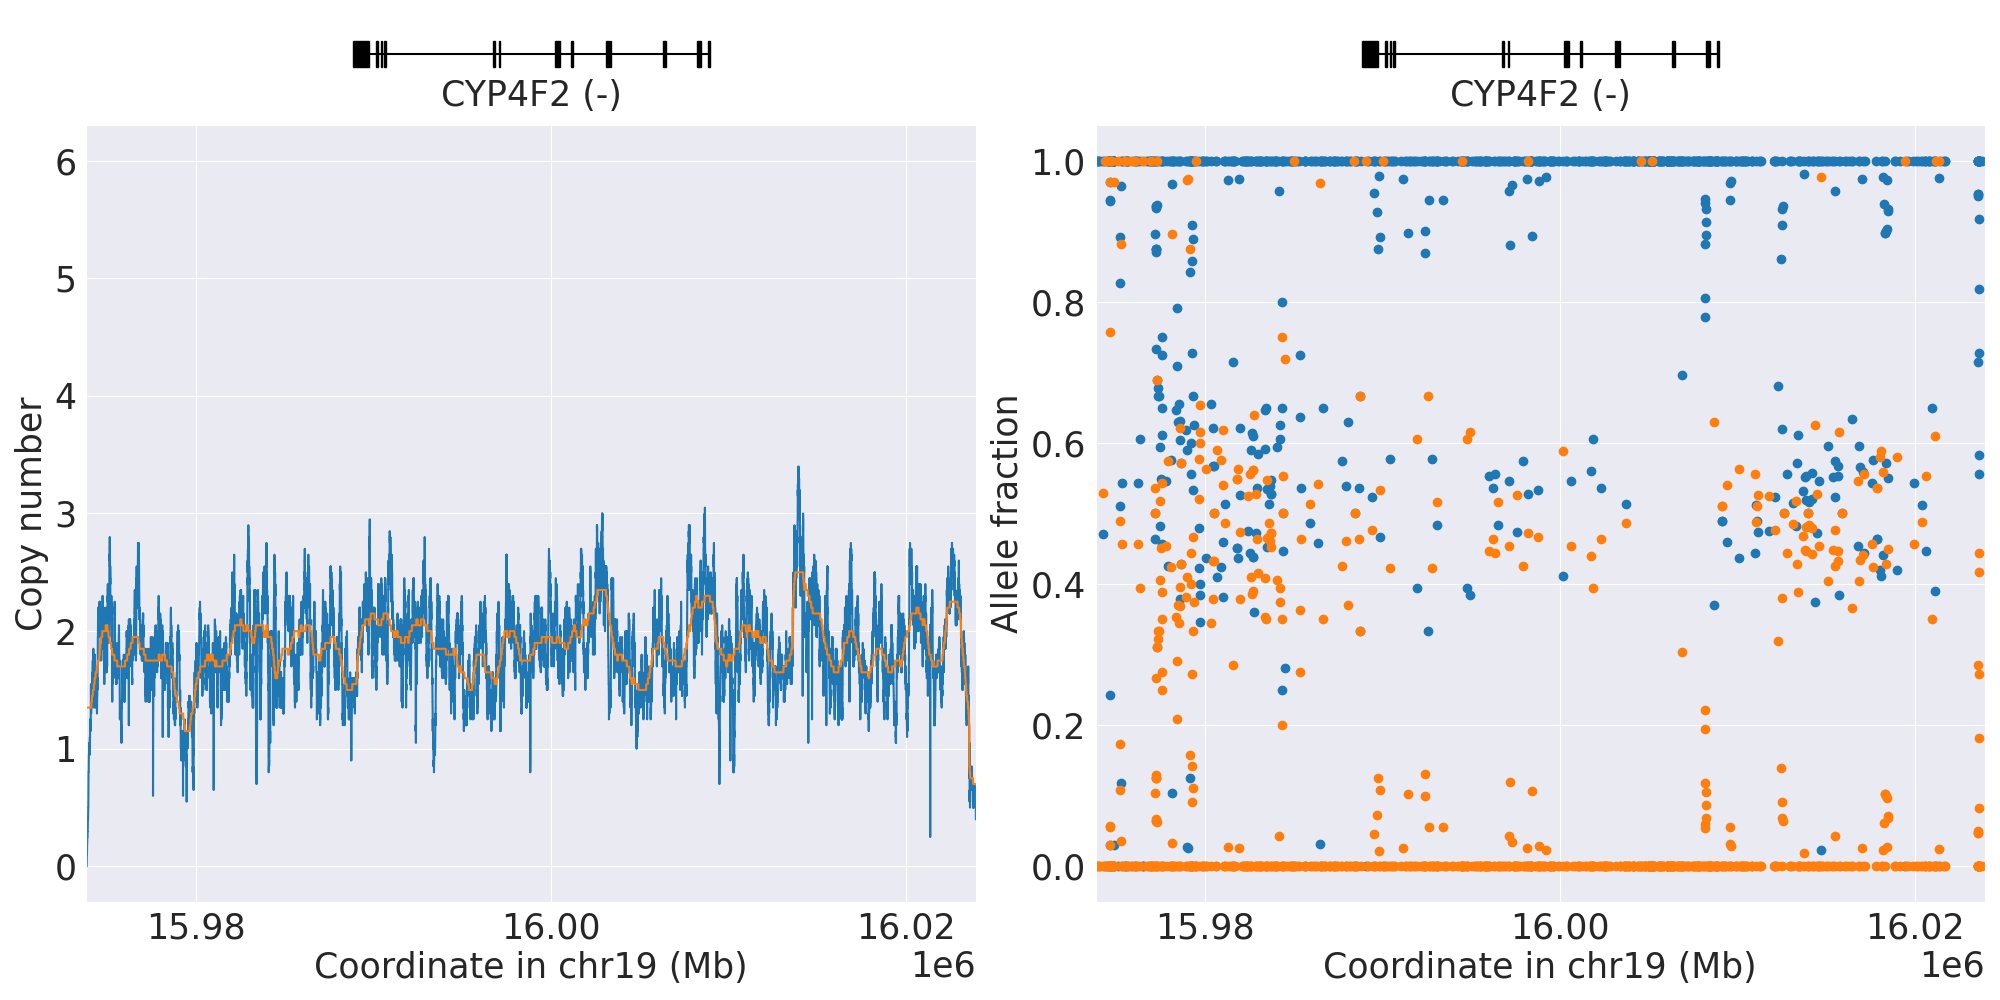 CYP4F2 (-)
6
5
4
3
2
1
0
Copy number
15.98
16.00
16.02
Coordinate in chr19 (Mb)
1e6
CYP4F2 (-)
1.0
0.8
0.6
0.4
0.2
0.0
Allele fraction
15.98
16.00
16.02
Coordinate in chr19 (Mb)
1e6